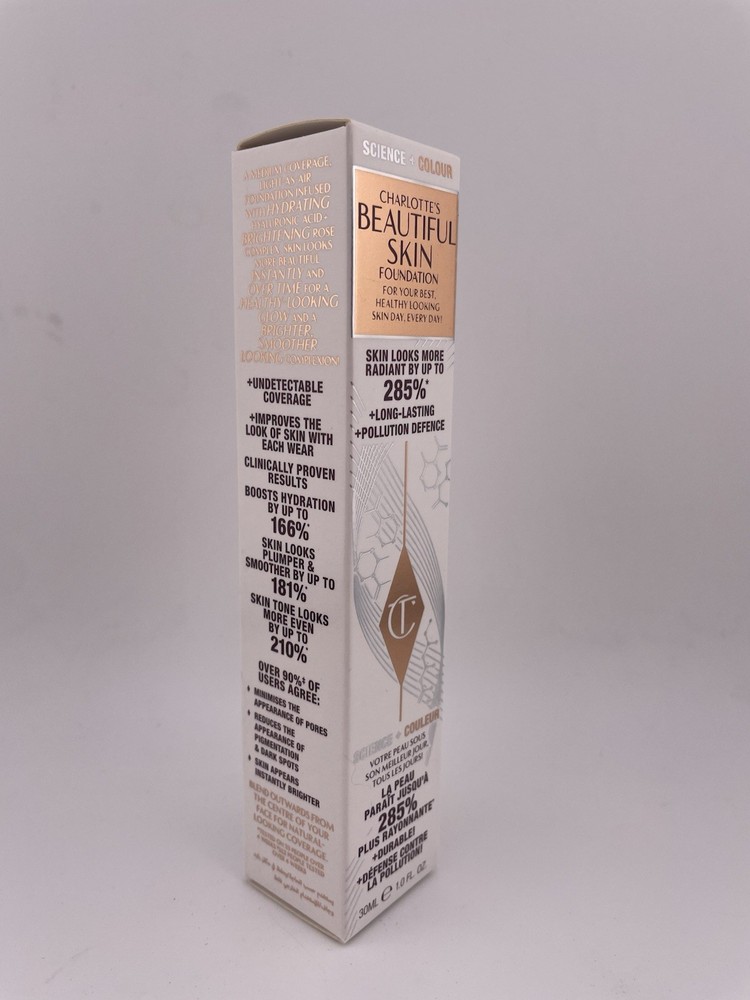 A MEDIUM COVERAGE,
LIGHT-AS-AIR
FOUNDATION INFUSED
WITH HYDRATING
HYALURONIC ACID+
BRIGHTENING ROSE
COMPLEX. SKIN LOOKS
MORE BEAUTIFUL
INSTANTLY AND
OVER TIME FOR A
HEALTHY-LOOKING
GLOW AND A
BRIGHTER,
SMOOTHER
LOOKING COMPLEXION!
+UNDETECTABLE
COVERAGE
+IMPROVES THE
LOOK OF SKIN WITH
EACH WEAR
CLINICALLY PROVEN
RESULTS
BOOSTS HYDRATION
BY UP TO
166%*
SKIN LOOKS
PLUMPER &
SMOOTHER BY UP TO
181%*
SKIN TONE LOOKS
MORE EVEN
BY UP TO
210%*
OVER 90%‡ OF
USERS AGREE:
• MINIMISES THE
APPEARANCE OF PORES
• REDUCES THE
APPEARANCE OF
PIGMENTATION
& DARK SPOTS
• SKIN APPEARS
INSTANTLY BRIGHTER
BLEND OUTWARDS FROM
THE CENTRE OF YOUR
FACE FOR NATURAL-
LOOKING COVERAGE.
SCIENCE + COLOUR
CHARLOTTE'S
BEAUTIFUL
SKIN
FOUNDATION
FOR YOUR BEST,
HEALTHY LOOKING
SKIN DAY, EVERY DAY!
SKIN LOOKS MORE
RADIANT BY UP TO
285%*
+LONG-LASTING
+POLLUTION DEFENCE
CT
SCIENCE + COULEUR
VOTRE PEAU SOUS
SON MEILLEUR JOUR,
TOUS LES JOURS!
LA PEAU
PARAÎT JUSQU'À
285%
PLUS RAYONNANTE*
+DURABLE!
+DÉFENSE CONTRE
LA POLLUTION!
30ML ℮ 1.0 FL. OZ.